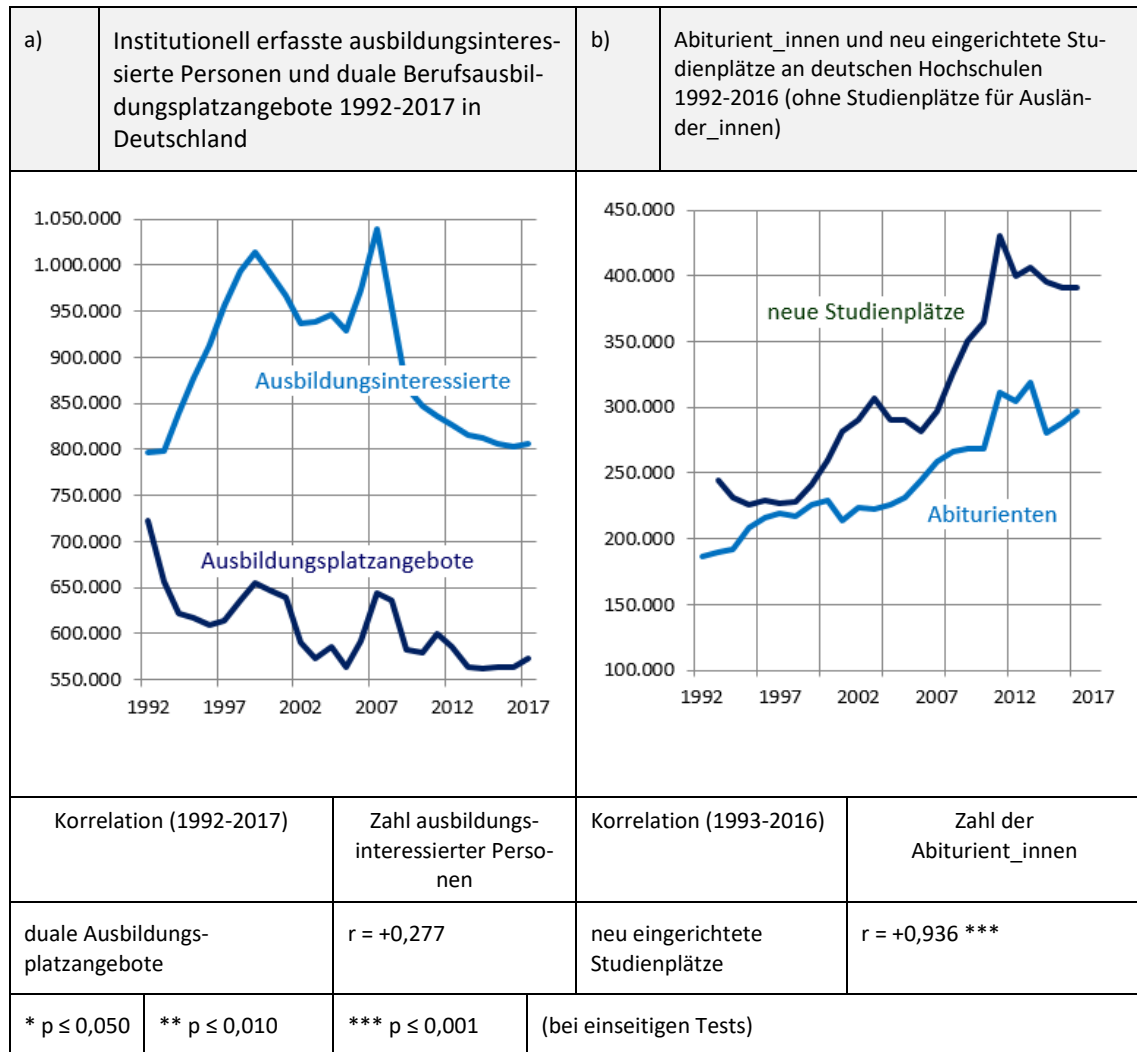 a)
Institutionell erfasste ausbildungsinteres-
sierte Personen und duale Berufsausbil-
dungsplatzangebote 1992-2017 in
Deutschland
b)
Abiturient_innen und neu eingerichtete Stu-
dienplätze an deutschen Hochschulen
1992-2016 (ohne Studienplätze für Auslän-
der_innen)
1.050.000
1.000.000
950.000
900.000
850.000
800.000
750.000
700.000
650.000
600.000
550.000
Ausbildungsinteressierte
Ausbildungsplatzangebote
1992 1997 2002 2007 2012 2017
450.000
400.000
350.000
300.000
250.000
200.000
150.000
100.000
neue Studienplätze
Abiturienten
1992 1997 2002 2007 2012 2017
Korrelation (1992-2017)
Zahl ausbildungs-
interessierter Perso-
nen
Korrelation (1993-2016)
Zahl der
Abiturient_innen
duale Ausbildungs-
platzangebote
r = +0,277
neu eingerichtete
Studienplätze
r = +0,936 ***
* p ≤ 0,050
** p ≤ 0,010
*** p ≤ 0,001
(bei einseitigen Tests)